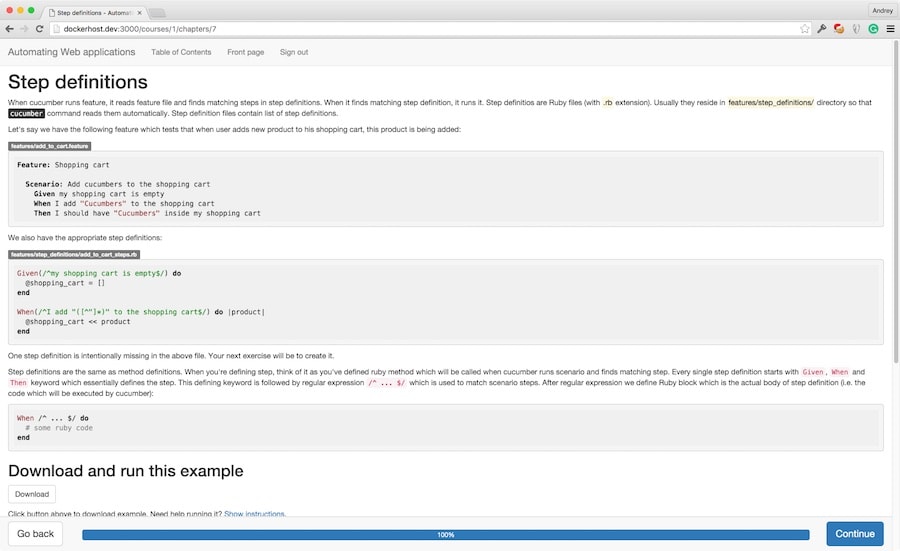 Step definitions - Automati
Andrey
dockerhost.dev:3000/courses/1/chapters/7
Automating Web applications Table of Contents Front page Sign out
Step definitions
When cucumber runs feature, it reads feature file and finds matching steps in step definitions. When it finds matching step definition, it runs it. Step definitios are Ruby files (with .rb extension). Usually they reside in features/step_definitions/ directory so that
cucumber command reads them automatically. Step definition files contain list of step definitions.
Let's say we have the following feature which tests that when user adds new product to his shopping cart, this product is being added:
features/add_to_cart.feature
Feature: Shopping cart
Scenario: Add cucumbers to the shopping cart
Given my shopping cart is empty
When I add "Cucumbers" to the shopping cart
Then I should have "Cucumbers" inside my shopping cart
We also have the appropriate step definitions:
features/step_definitions/add_to_cart_steps.rb
Given(/^my shopping cart is empty$/) do
@shopping_cart = []
end
When(/^I add "([^"]*)" to the shopping cart$/) do |product|
@shopping_cart << product
end
One step definition is intentionally missing in the above file. Your next exercise will be to create it.
Step definitions are the same as method definitions. When you're defining step, think of it as you've defined ruby method which will be called when cucumber runs scenario and finds matching step. Every single step definition starts with Given, When and
Then keyword which essentially defines the step. This defining keyword is followed by regular expression /^ ... $/ which is used to match scenario steps. After regular expression we define Ruby block which is the actual body of step definition (i.e. the
code which will be executed by cucumber):
When /^ ... $/ do
# some ruby code
end
Download and run this example
Download
Click button above to download example. Need help running it? Show instructions.
Go back 100% Continue